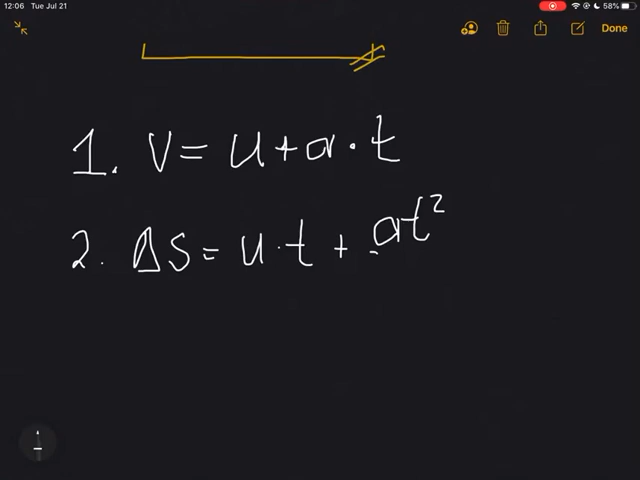 12:06 Tue Jul 21 58%
Done
1. V = u + a · t
2. Δs = u · t + at²